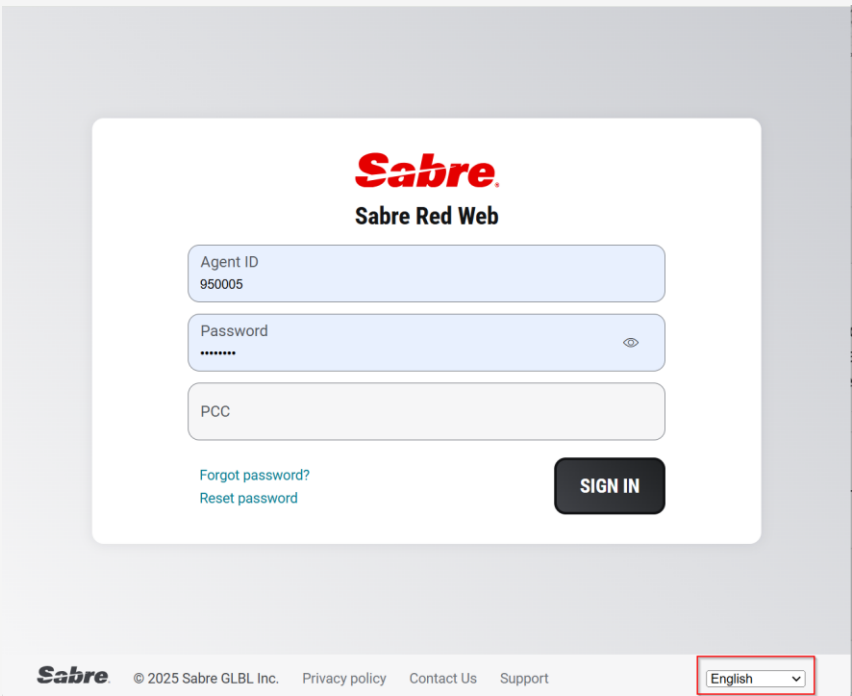 Sabre
Sabre Red Web
Agent ID
950005
Password
••••••••
PCC
Forgot password?
Reset password
SIGN IN
Sabre © 2025 Sabre GLBL Inc. Privacy policy Contact Us Support English